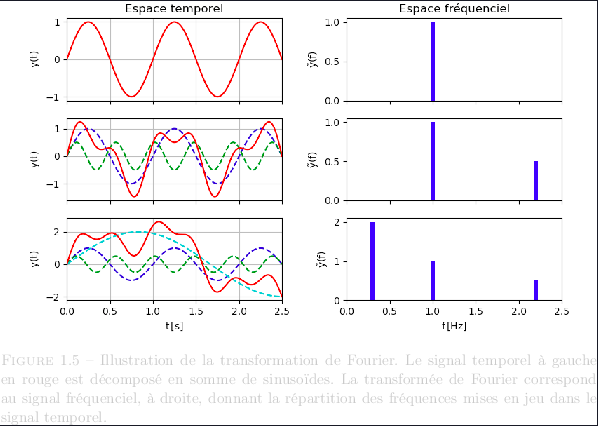 Espace temporel
Espace fréquenciel
1
0
−1
y(t)
1.0
0.5
0.0
ỹ(f)
1
0
−1
y(t)
1.0
0.5
0.0
ỹ(f)
2
0
−2
y(t)
0.0 0.5 1.0 1.5 2.0 2.5
t [s]
2
1
0
ỹ(f)
0.0 0.5 1.0 1.5 2.0 2.5
f [Hz]
FIGURE 1.5 – Illustration de la transformation de Fourier. Le signal temporel à gauche
en rouge est décomposé en somme de sinusoïdes. La transformée de Fourier correspond
au signal fréquenciel, à droite, donnant la répartition des fréquences mises en jeu dans le
signal temporel.